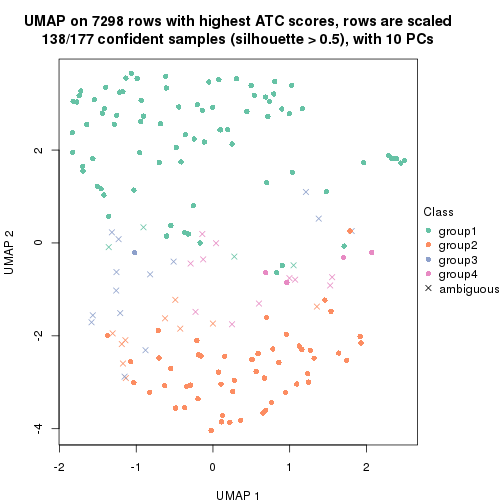 UMAP on 7298 rows with highest ATC scores, rows are scaled
138/177 confident samples (silhouette > 0.5), with 10 PCs
UMAP 2
2
0
-2
-4
-2
-1
0
1
2
UMAP 1
Class
group1
group2
group3
group4
ambiguous